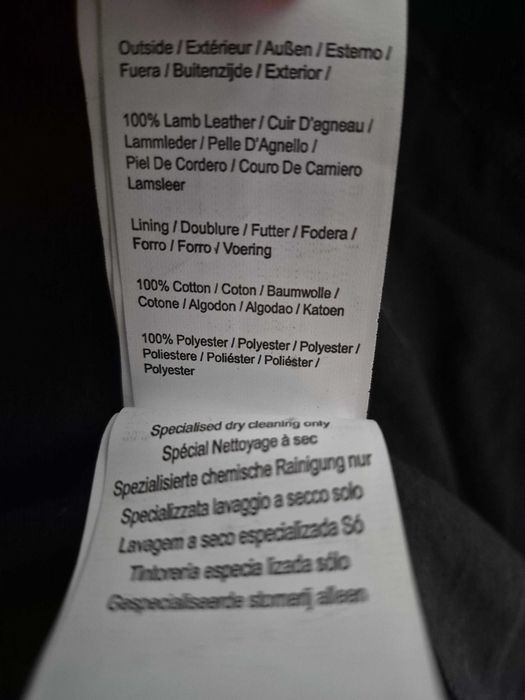 Outside / Extérieur / Außen / Esterno /
Fuera / Buitenzijde / Exterior /
100% Lamb Leather / Cuir D'agneau /
Lammleder / Pelle D'Agnello /
Piel De Cordero / Couro De Carniero
Lamsleer
Lining / Doublure / Futter / Fodera /
Forro / Forro / Voering
100% Cotton / Coton / Baumwolle /
Cotone / Algodon / Algodao / Katoen
100% Polyester / Polyester / Polyester /
Poliestere / Poliéster / Poliéster /
Polyester
Specialised dry cleaning only
Spécial Nettoyage à sec
Spezialisierte chemische Rainigung nur
Specializzata lavaggio a secco solo
Lavagem a seco especializada Só
Tintoreria especia lizada sólo
Gespecialiseerde stomerij alleen